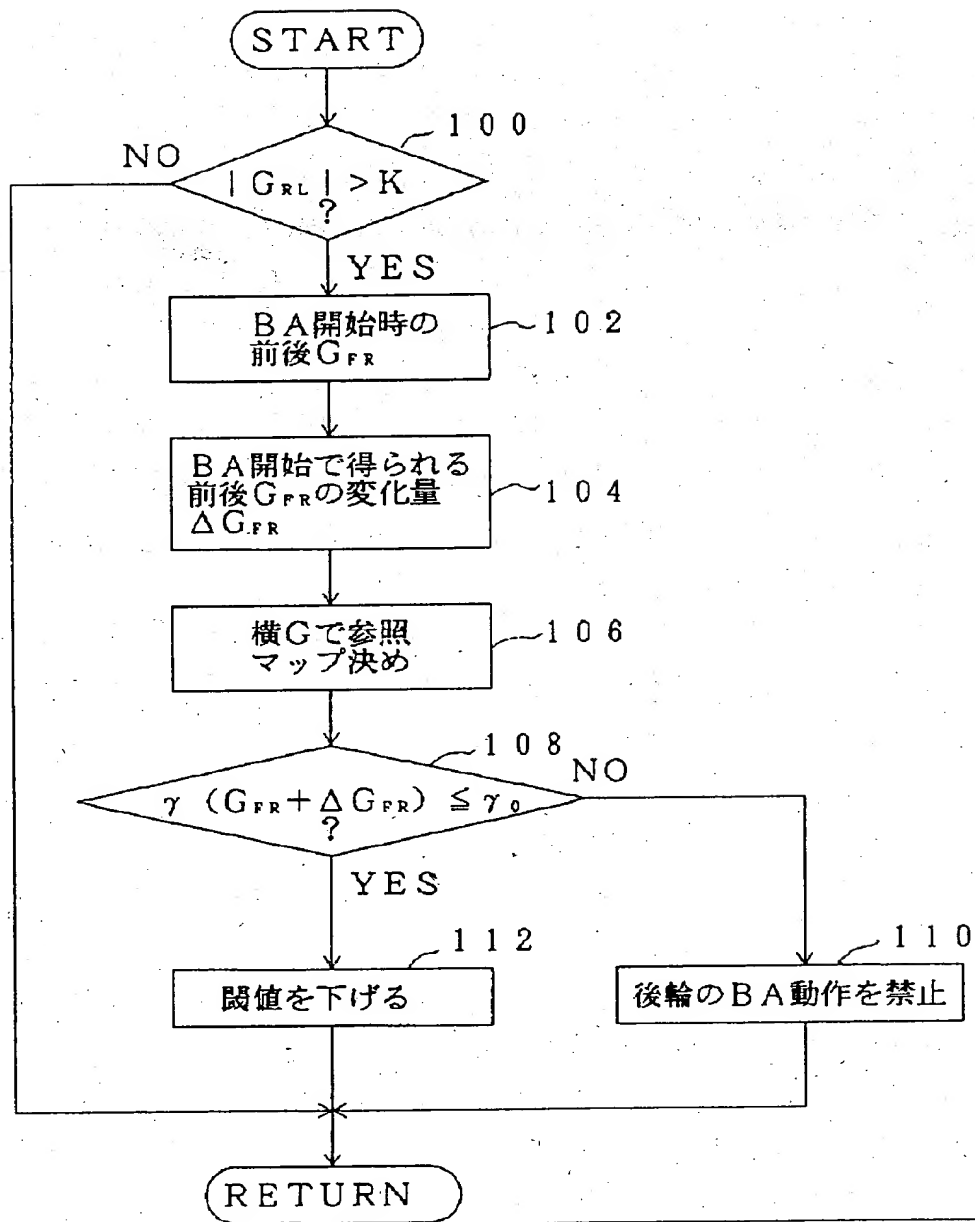 START
100
NO
| G_RL | > K
?
YES
BA開始時の
前後G_FR
102
BA開始で得られる
前後G_FRの変化量
ΔG_FR
104
横Gで参照
マップ決め
106
108
NO
γ (G_FR+ΔG_FR) ≦ γ₀
?
YES
112
閾値を下げる
110
後輪のBA動作を禁止
RETURN